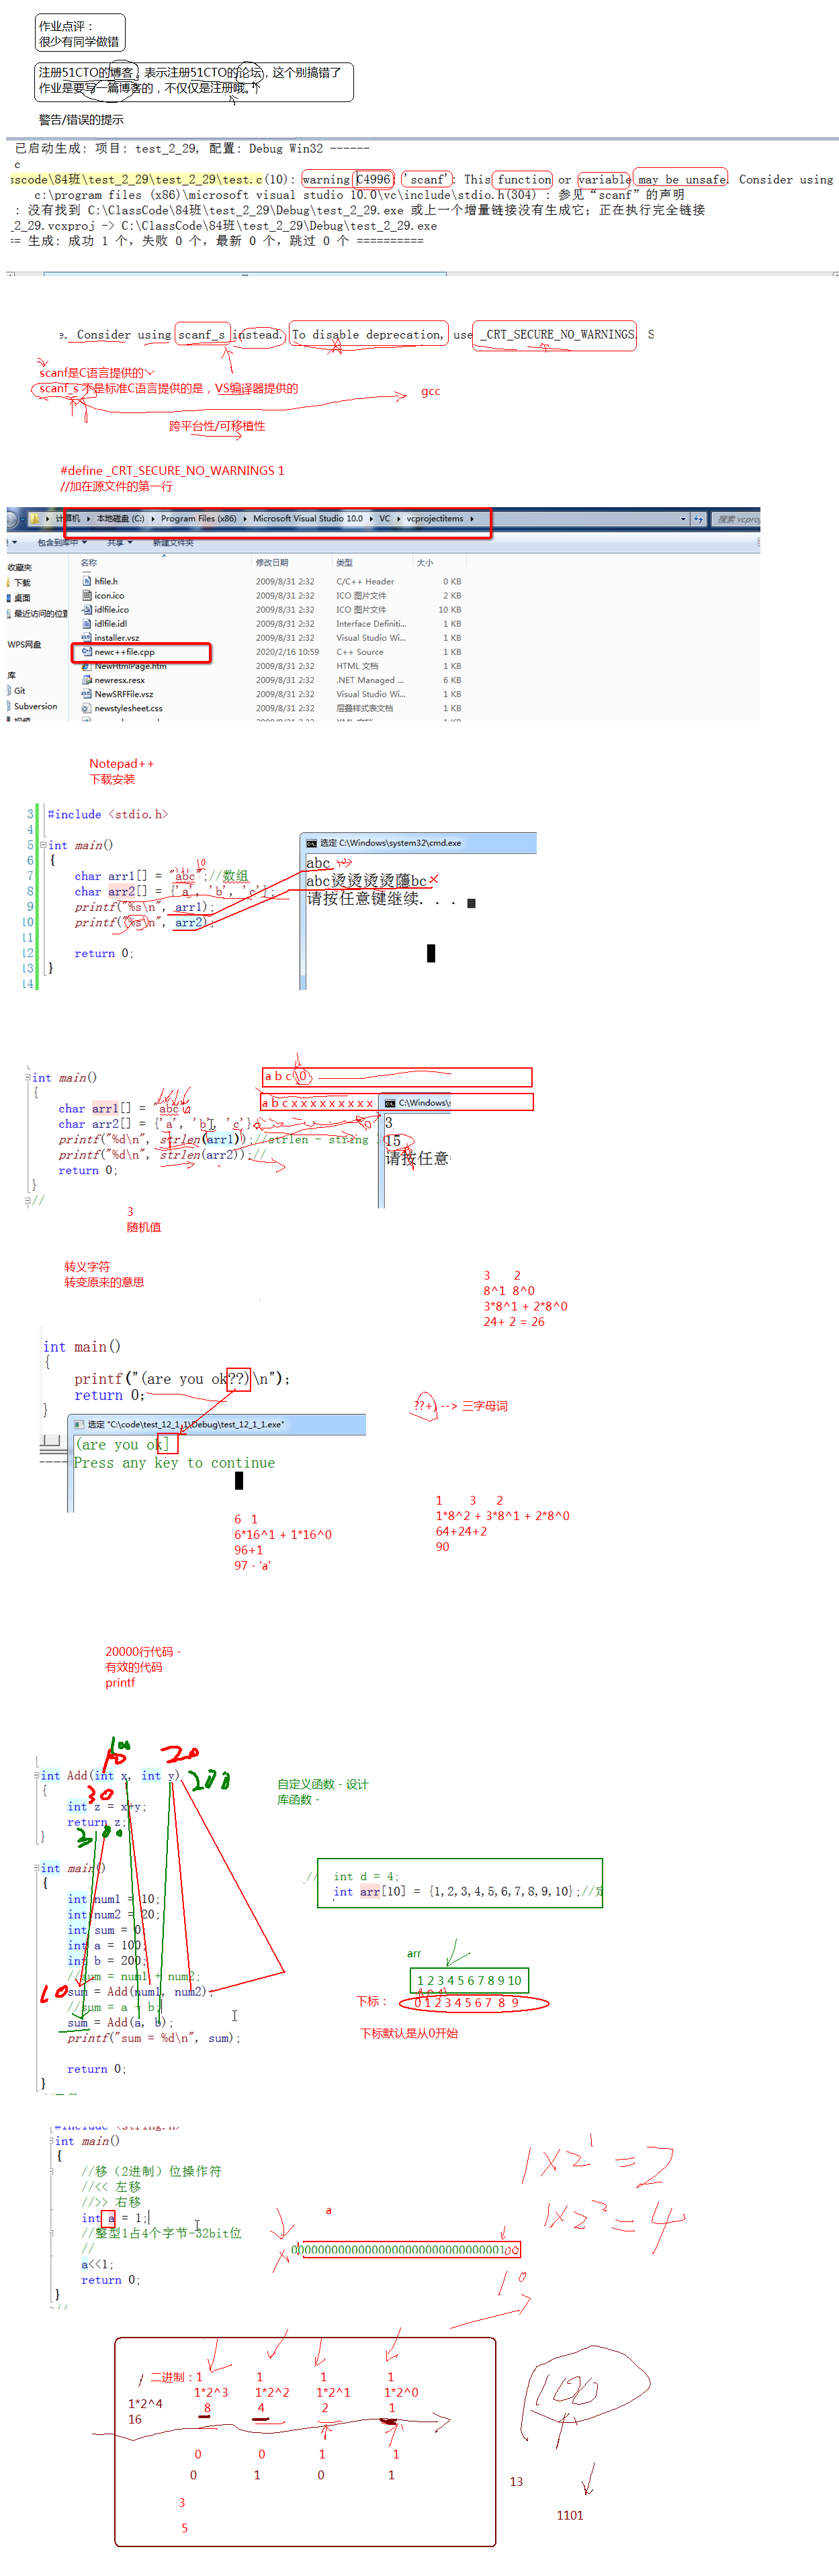 作业点评：
很少有同学做错
注册51CTO的博客，表示注册51CTO的论坛，这个别搞错了
作业是要写一篇博客的，不仅仅是注册哦。
警告/错误的提示
已启动生成: 项目: test_2_29, 配置: Debug Win32 ------
c
sscode\84班\test_2_29\test_2_29\test.c(10): warning C4996: 'scanf': This function or variable may be unsafe. Consider using
c:\program files (x86)\microsoft visual studio 10.0\vc\include\stdio.h(304) : 参见“scanf”的声明
: 没有找到 C:\ClassCode\84班\test_2_29\Debug\test_2_29.exe 或上一个增量链接没有生成它；正在执行完全链接
_2_29.vcxproj -> C:\ClassCode\84班\test_2_29\Debug\test_2_29.exe
== 生成: 成功 1 个，失败 0 个，最新 0 个，跳过 0 个 ==========
e. Consider using scanf_s instead. To disable deprecation, use _CRT_SECURE_NO_WARNINGS. S
scanf是C语言提供的
scanf_s 不是标准C语言提供的是，VS编译器提供的
gcc
跨平台性/可移植性
#define _CRT_SECURE_NO_WARNINGS 1
//加在源文件的第一行
计算机 ▸ 本地磁盘 (C:) ▸ Program Files (x86) ▸ Microsoft Visual Studio 10.0 ▸ VC ▸ vcprojectitems ▸
搜索 vcproj
包含到库中 ▾ 共享 ▾ 新建文件夹
收藏夹
下载
桌面
最近访问的位置
WPS网盘
库
Git
Subversion
视频
名称 修改日期 类型 大小
hfile.h 2009/8/31 2:32 C/C++ Header 0 KB
icon.ico 2009/8/31 2:32 ICO 图片文件 2 KB
idlfile.ico 2009/8/31 2:32 ICO 图片文件 10 KB
idlfile.idl 2009/8/31 2:32 Interface Definiti... 1 KB
installer.vsz 2009/8/31 2:32 Visual Studio Wi... 1 KB
newc++file.cpp 2020/2/16 10:59 C++ Source 1 KB
NewHtmlPage.htm 2009/8/31 2:32 HTML 文档 1 KB
newresx.resx 2009/8/31 2:32 .NET Managed ... 6 KB
NewSRFFile.vsz 2009/8/31 2:32 Visual Studio Wi... 1 KB
newstylesheet.css 2009/8/31 2:32 层叠样式表文档 1 KB
Notepad++
下载安装
3 #include <stdio.h>
4
5 int main()
6 {
7 char arr1[] = "abc";//数组
8 char arr2[] = {'a', 'b', 'c'};
9 printf("%s\n", arr1);
10 printf("%s\n", arr2);
11
12 return 0;
13 }
14
\0
选定 C:\Windows\system32\cmd.exe
abc
abc烫烫烫烫蘟bc
请按任意键继续. . .
int main()
{
char arr1[] = "abc";
char arr2[] = {'a', 'b', 'c'};
printf("%d\n", strlen(arr1));//strlen - string
printf("%d\n", strlen(arr2));//
return 0;
}
//
a b c \0
a b c x x x x x x x x x x
C:\Windows\s
3
15
请按任意
3
随机值
转义字符
转变原来的意思
3 2
8^1 8^0
3*8^1 + 2*8^0
24+ 2 = 26
int main()
{
printf("(are you ok??)\n");
return 0;
}
选定 "C:\code\test_12_1_1\Debug\test_12_1_1.exe"
(are you ok]
Press any key to continue
??+) --> 三字母词
6 1
6*16^1 + 1*16^0
96+1
97 - 'a'
1 3 2
1*8^2 + 3*8^1 + 2*8^0
64+24+2
90
20000行代码 -
有效的代码
printf
100
10 20
200
int Add(int x, int y)
{
30
int z = x+y;
return z;
300
}
int main()
{
int num1 = 10;
int num2 = 20;
int sum = 0;
int a = 100;
int b = 200;
//sum = num1 + num2;
sum = Add(num1, num2);
//sum = a + b;
sum = Add(a, b);
printf("sum = %d\n", sum);
return 0;
}
10
自定义函数 - 设计
库函数 -
// int d = 4;
int arr[10] = {1,2,3,4,5,6,7,8,9,10};//定
arr
1 2 3 4 5 6 7 8 9 10
下标： 0 1 2 3 4 5 6 7 8 9
下标默认是从0开始
#include <string.h>
int main()
{
//移（2进制）位操作符
//<< 左移
//>> 右移
int a = 1;
//整型1占4个字节-32bit位
//
a<<1;
return 0;
}
//
a
1×2^1 = 2
1×2^2 = 4
10
二进制：1 1 1 1
1*2^4 1*2^3 1*2^2 1*2^1 1*2^0
16 8 4 2 1
0 0 1 1
0 1 0 1
3
5
100
13
1101